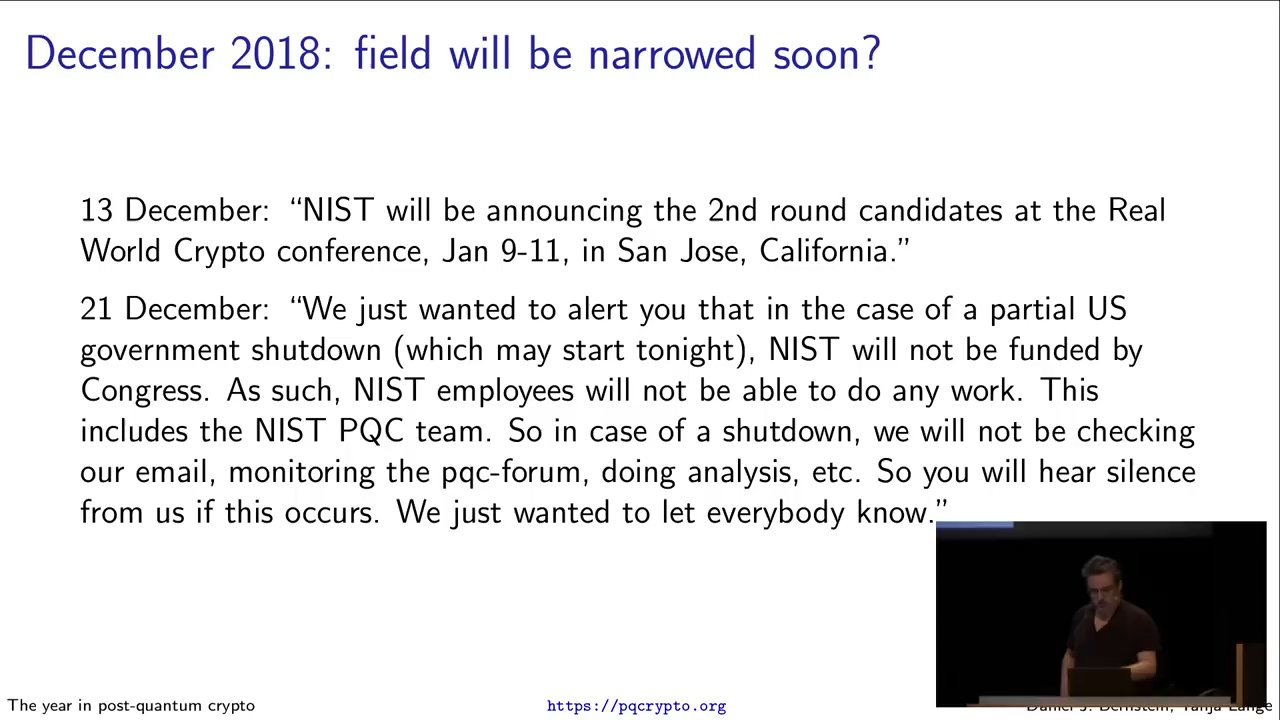 December 2018: field will be narrowed soon?
13 December: “NIST will be announcing the 2nd round candidates at the Real
World Crypto conference, Jan 9-11, in San Jose, California.”
21 December: “We just wanted to alert you that in the case of a partial US
government shutdown (which may start tonight), NIST will not be funded by
Congress. As such, NIST employees will not be able to do any work. This
includes the NIST PQC team. So in case of a shutdown, we will not be checking
our email, monitoring the pqc-forum, doing analysis, etc. So you will hear silence
from us if this occurs. We just wanted to let everybody know.”
The year in post-quantum crypto
https://pqcrypto.org
Daniel J. Bernstein, Tanja Lange